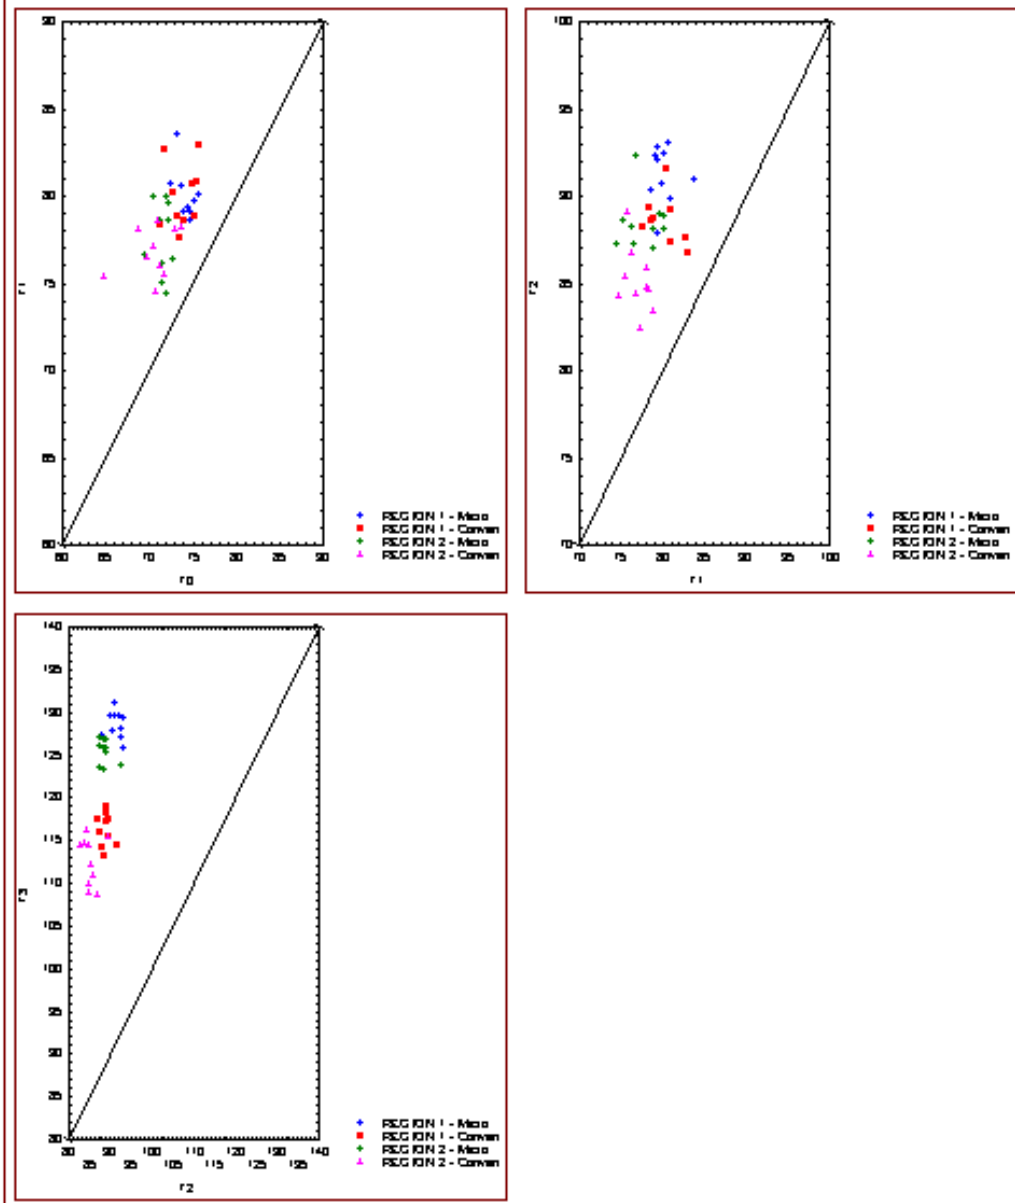 90
85
80
75
70
65
60
r1
60 65 70 75 80 85 90
r0
REGION 1 - Micro
REGION 1 - Conven
REGION 2 - Micro
REGION 2 - Conven
100
95
90
85
80
75
70
r2
70 75 80 85 90 95 100
r1
REGION 1 - Micro
REGION 1 - Conven
REGION 2 - Micro
REGION 2 - Conven
140
135
130
125
120
115
110
105
100
95
90
85
80
r3
80 90 100 110 120 130 140
85 95 105 115 125 135
r2
REGION 1 - Micro
REGION 1 - Conven
REGION 2 - Micro
REGION 2 - Conven